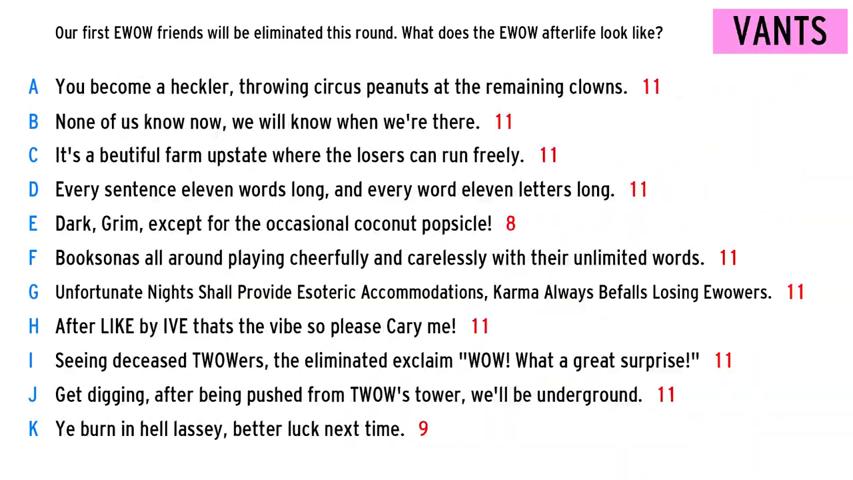 Our first EWOW friends will be eliminated this round. What does the EWOW afterlife look like?
VANTS
A You become a heckler, throwing circus peanuts at the remaining clowns. 11
B None of us know now, we will know when we're there. 11
C It's a beutiful farm upstate where the losers can run freely. 11
D Every sentence eleven words long, and every word eleven letters long. 11
E Dark, Grim, except for the occasional coconut popsicle! 8
F Booksonas all around playing cheerfully and carelessly with their unlimited words. 11
G Unfortunate Nights Shall Provide Esoteric Accommodations, Karma Always Befalls Losing Ewowers. 11
H After LIKE by IVE thats the vibe so please Cary me! 11
I Seeing deceased TWOWers, the eliminated exclaim "WOW! What a great surprise!" 11
J Get digging, after being pushed from TWOW's tower, we'll be underground. 11
K Ye burn in hell lassey, better luck next time. 9